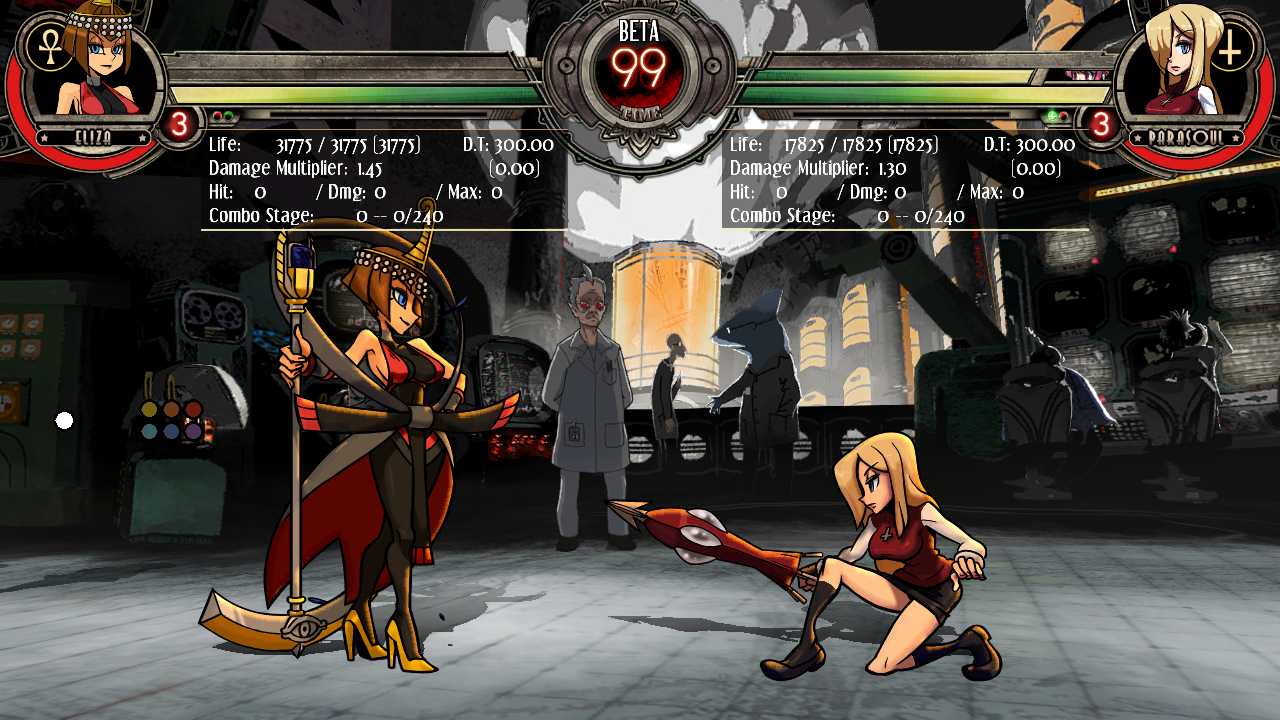 BETA
99
TIME
ELIZA
3
3
PARASOUL
Life: 31775 / 31775 [31775] D.T: 300.00
Damage Multiplier: 1.45 [0.00]
Hit: 0 / Dmg: 0 / Max: 0
Combo Stage: 0 -- 0/240
Life: 17825 / 17825 [17825] D.T: 300.00
Damage Multiplier: 1.30 [0.00]
Hit: 0 / Dmg: 0 / Max: 0
Combo Stage: 0 -- 0/240